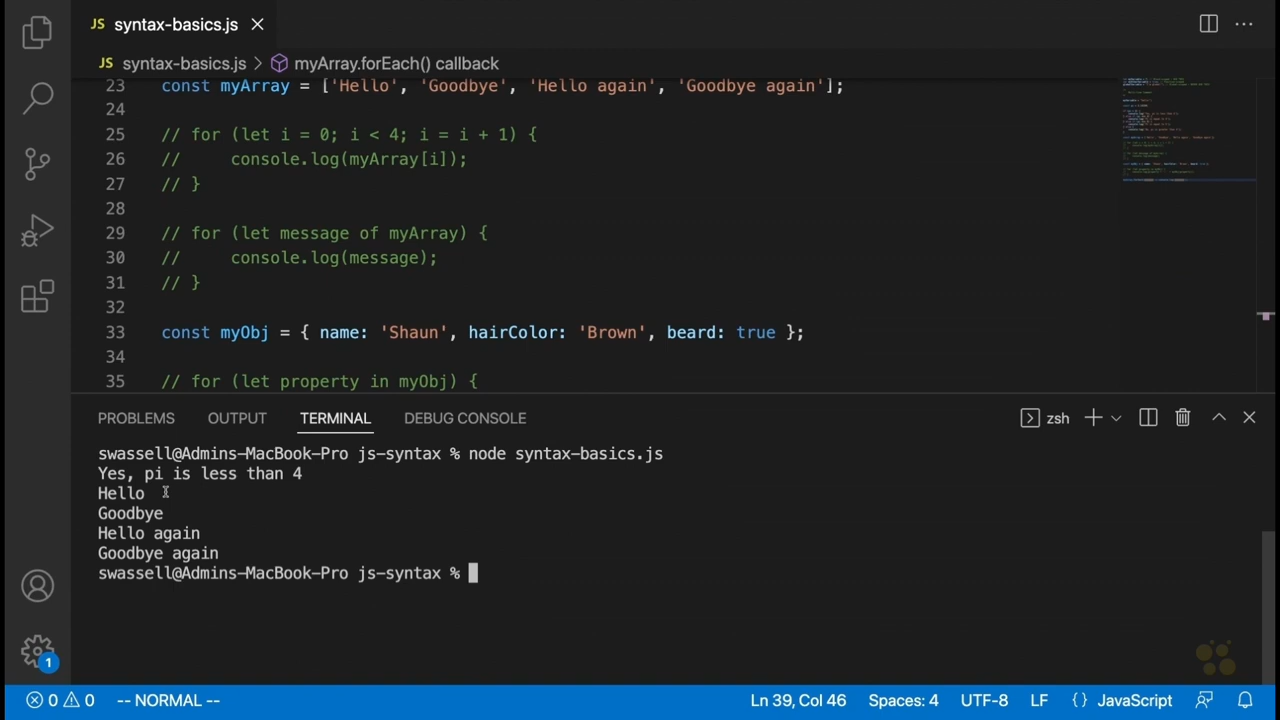 JS syntax-basics.js
JS syntax-basics.js > myArray.forEach() callback
23 const myArray = ['Hello', 'Goodbye', 'Hello again', 'Goodbye again'];
24
25 // for (let i = 0; i < 4; i = i + 1) {
26 //     console.log(myArray[i]);
27 // }
28
29 // for (let message of myArray) {
30 //     console.log(message);
31 // }
32
33 const myObj = { name: 'Shaun', hairColor: 'Brown', beard: true };
34
35 // for (let property in myObj) {
PROBLEMS OUTPUT TERMINAL DEBUG CONSOLE zsh
swassell@Admins-MacBook-Pro js-syntax % node syntax-basics.js
Yes, pi is less than 4
Hello
Goodbye
Hello again
Goodbye again
swassell@Admins-MacBook-Pro js-syntax %
1
0 0 -- NORMAL -- Ln 39, Col 46 Spaces: 4 UTF-8 LF {} JavaScript